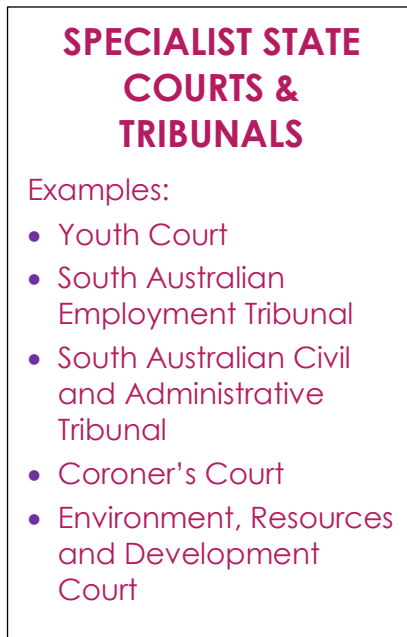 SPECIALIST STATE
COURTS &
TRIBUNALS
Examples:
• Youth Court
• South Australian
Employment Tribunal
• South Australian Civil
and Administrative
Tribunal
• Coroner's Court
• Environment, Resources
and Development
Court